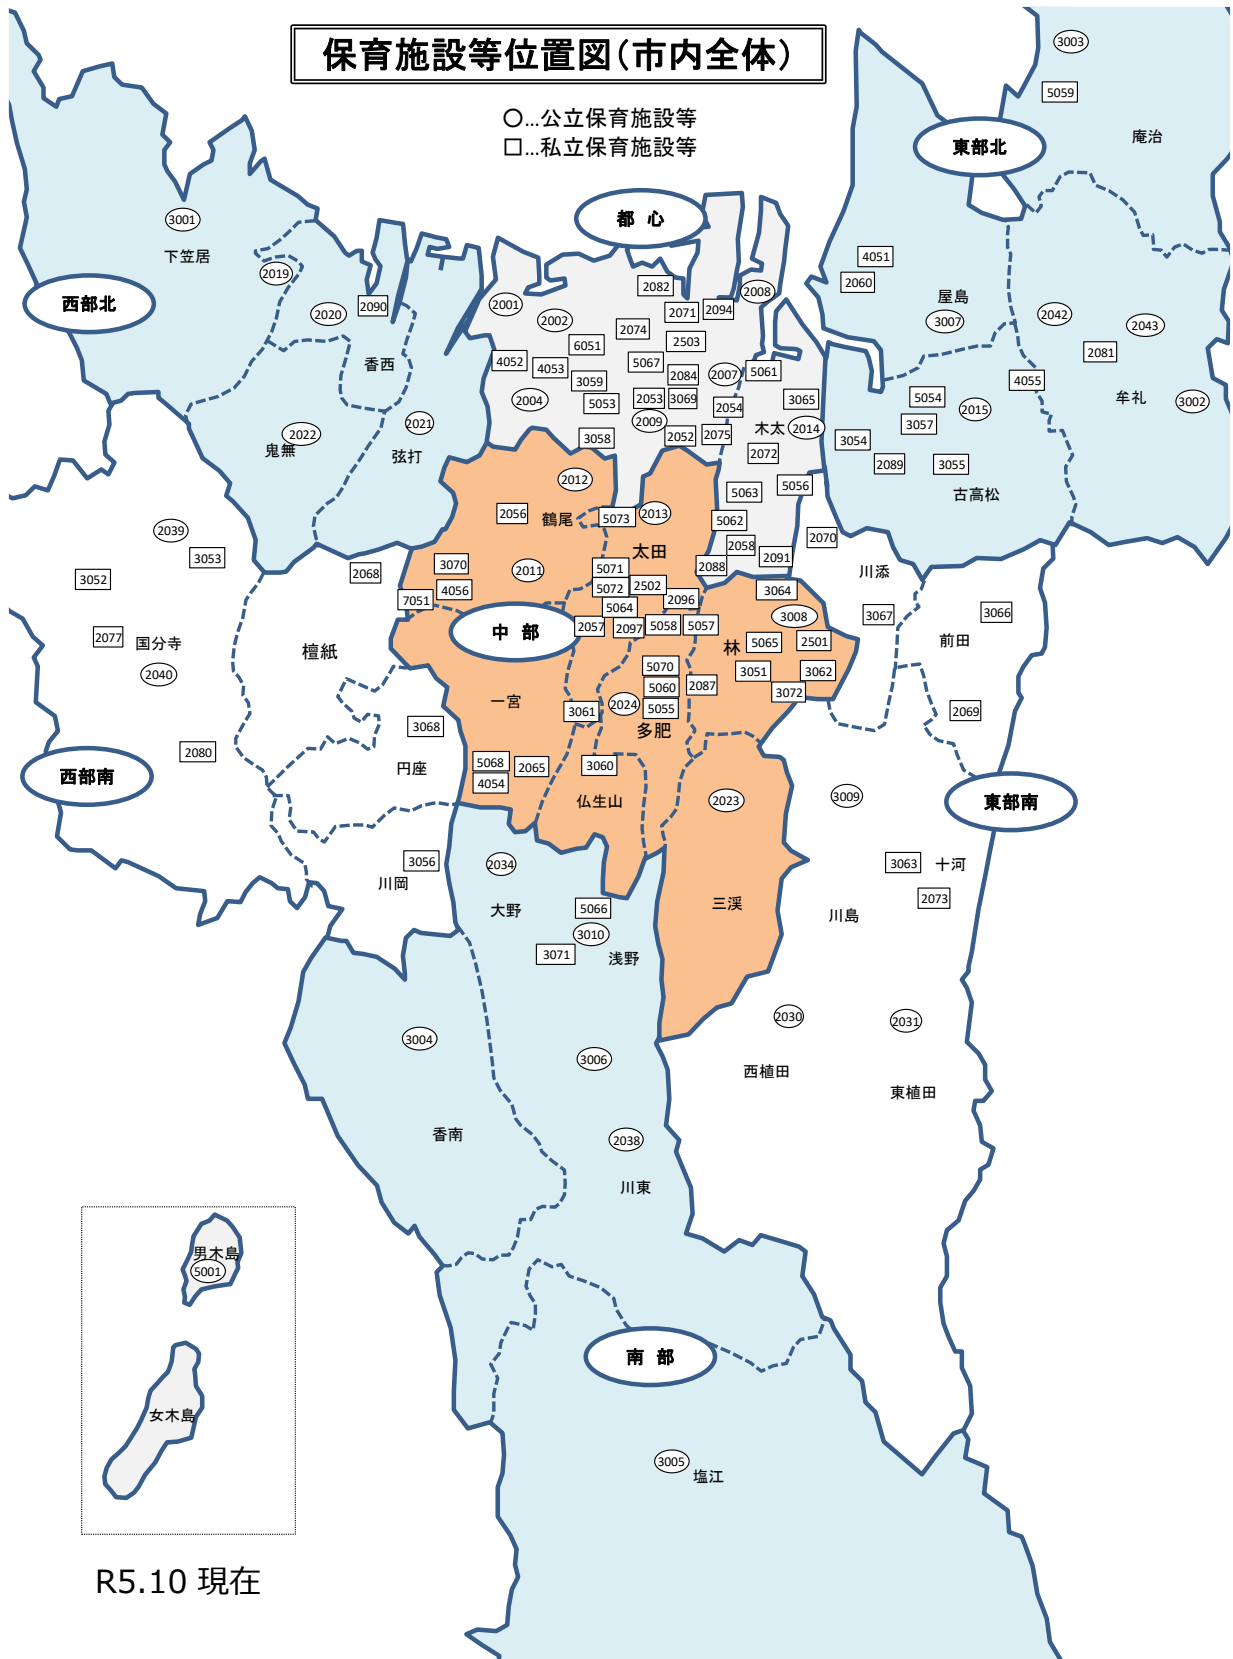 保育施設等位置図(市内全体)
○…公立保育施設等
□…私立保育施設等
3003
5059
庵治
東部北
都 心
3001
下笠居
2019
西部北
2020
2090
香西
2001
2002
2082
2071
2094
2008
2074
6051
2503
4052
4053
5067
2084
2007
5061
3059
2004
5053
2053
3069
2054
3065
2009
木太
2014
3058
2052
2075
2072
4051
2060
屋島
3007
2042
2043
2081
4055
牟礼
3002
5054
2015
3057
3054
2089
3055
古高松
2021
2022
鬼無
弦打
2012
2056
鶴尾
5073
2013
太田
5063
5056
5062
2058
2091
2088
2070
川添
2039
3053
3052
2068
2077
国分寺
2040
檀紙
3070
2011
4056
7051
5071
5072
2502
2096
5064
中 部
2057
2097
5058
5057
3064
3008
林
5065
2501
3051
3062
3072
3067
3066
前田
2069
5070
5060
2087
5055
2024
多肥
一宮
3061
3068
円座
2080
西部南
5068
2065
4054
3060
仏生山
2023
3009
東部南
3056
川岡
2034
大野
3063
十河
2073
三渓
川島
5066
3010
3071
浅野
3004
3006
2030
2031
西植田
東植田
香南
2038
川東
男木島
5001
女木島
南 部
3005
塩江
R5.10 現在